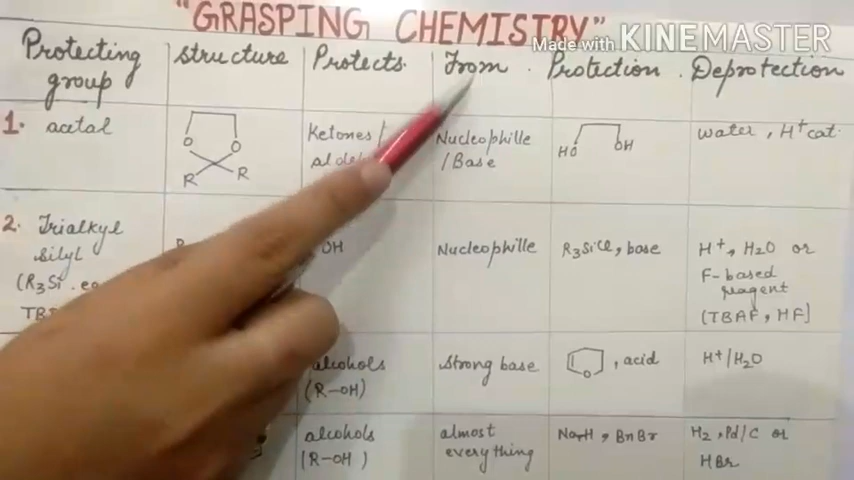 "GRASPING CHEMISTRY"
Made with KINEMASTER
Protecting group structure Protects From Protection Deprotection
1. acetal
O O
R R
Ketones /
Nucleophille
/ Base
HO OH
water, H+ cat.
2. Trialkyl
silyl
(R3Si
OH
Nucleophille
R3SiCl, base
H+, H2O or
F-based
reagent
(TBAF, HF]
alcohols
(R-OH)
strong base
O , acid
H+/H2O
alcohols
(R-OH)
almost
everything
NaH, BnBr
H2, Pd/C or
HBr